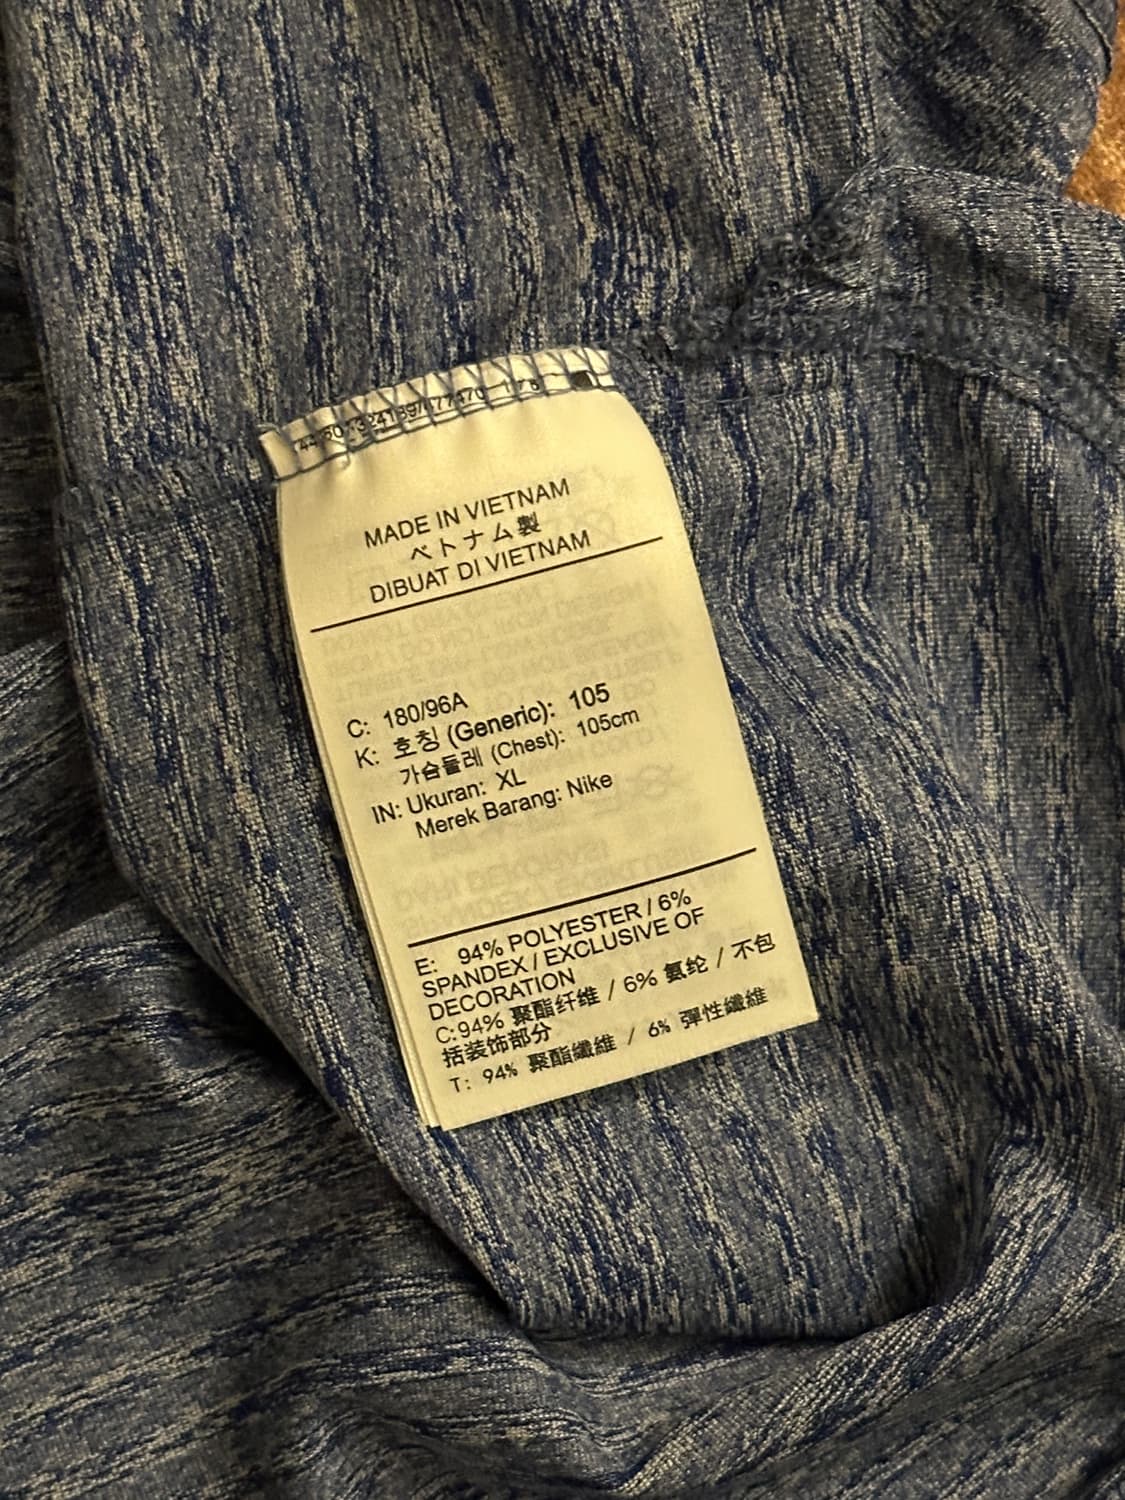 MADE IN VIETNAM
ベトナム製
DIBUAT DI VIETNAM
C: 180/96A
K: 호칭 (Generic): 105
가슴둘레 (Chest): 105cm
IN: Ukuran: XL
Merek Barang: Nike
E: 94% POLYESTER / 6%
SPANDEX / EXCLUSIVE OF
DECORATION
C:94% 聚酯纤维 / 6% 氨纶 / 不包
括装饰部分
T: 94% 聚酯纖維 / 6% 彈性纖維